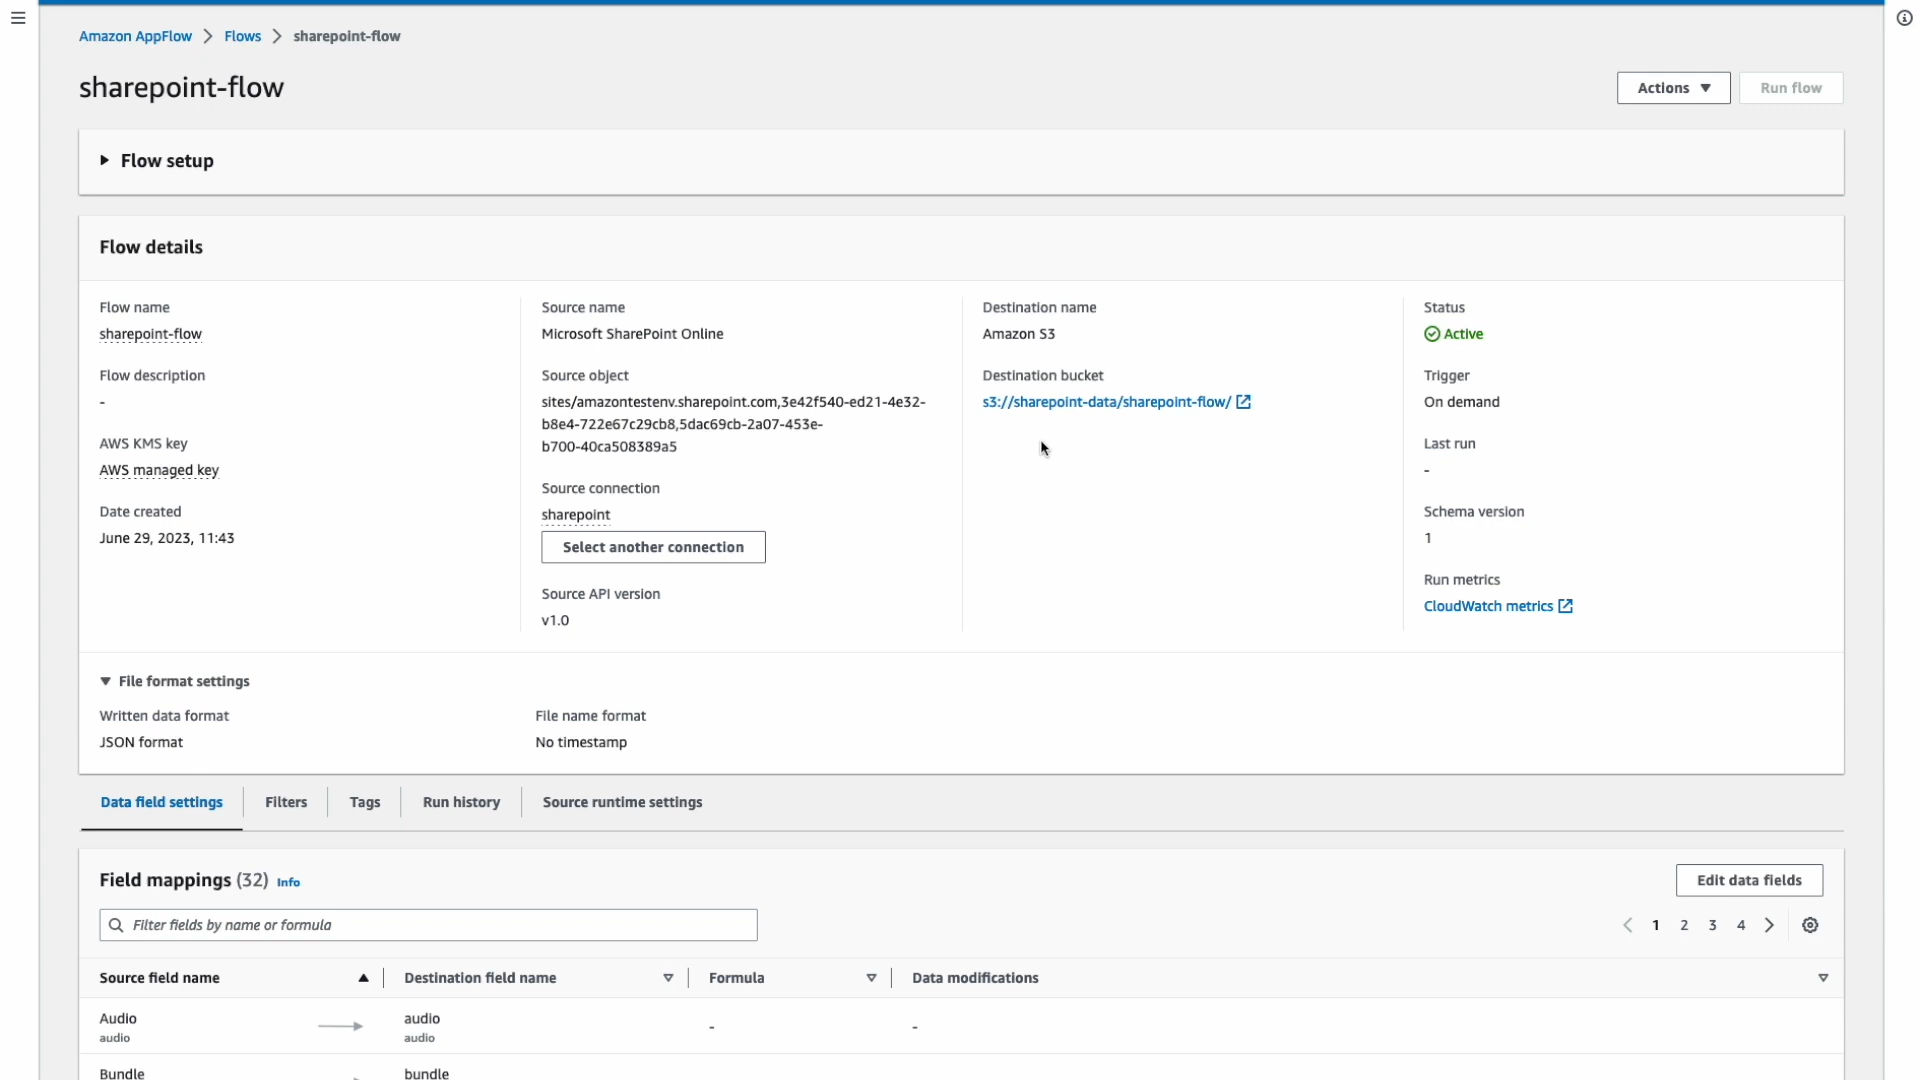 Amazon AppFlow > Flows > sharepoint-flow
sharepoint-flow
Actions ▼ Run flow
Flow setup
Flow details
Flow name
sharepoint-flow
Flow description
-
AWS KMS key
AWS managed key
Date created
June 29, 2023, 11:43
Source name
Microsoft SharePoint Online
Source object
sites/amazontestenv.sharepoint.com,3e42f540-ed21-4e32-
b8e4-722e67c29cb8,5dac69cb-2a07-453e-
b700-40ca508389a5
Source connection
sharepoint
Select another connection
Source API version
v1.0
Destination name
Amazon S3
Destination bucket
s3://sharepoint-data/sharepoint-flow/
Status
Active
Trigger
On demand
Last run
-
Schema version
1
Run metrics
CloudWatch metrics
File format settings
Written data format
JSON format
File name format
No timestamp
Data field settings Filters Tags Run history Source runtime settings
Field mappings (32) Info
Edit data fields
Filter fields by name or formula
1 2 3 4
Source field name Destination field name Formula Data modifications
Audio audio - -
audio audio
Bundle bundle